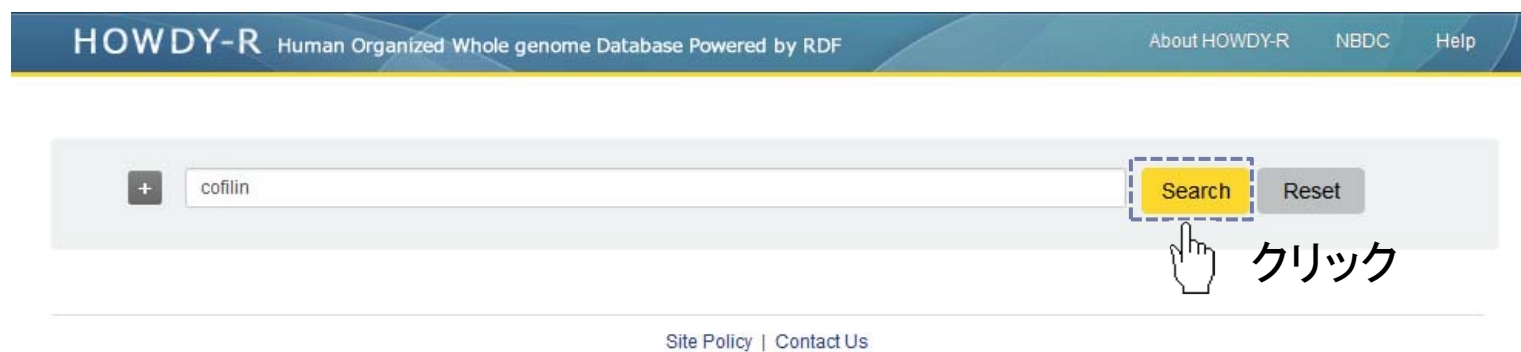 HOWDY-R Human Organized Whole genome Database Powered by RDF About HOWDY-R NBDC Help
+ cofilin Search Reset
クリック
Site Policy | Contact Us